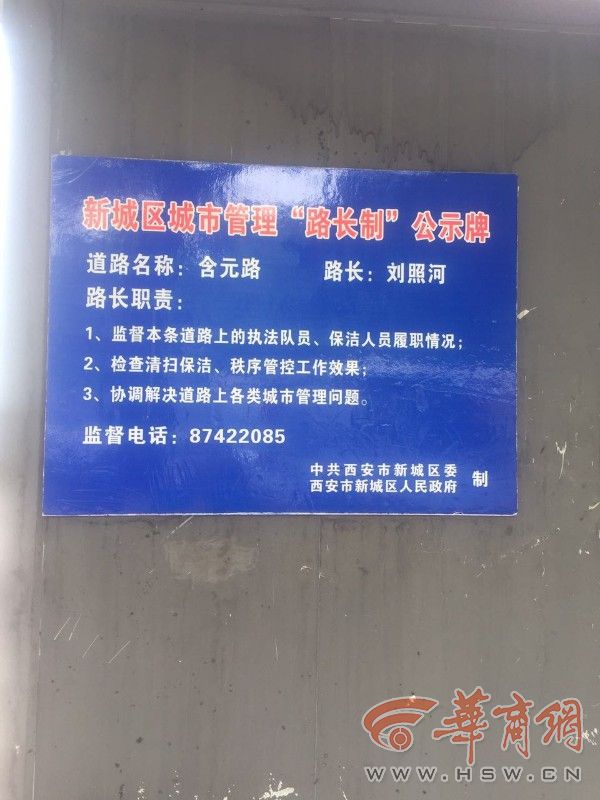 新城区城市管理“路长制”公示牌
道路名称：含元路 路长：刘照河
路长职责：
1、监督本条道路上的执法队员、保洁人员履职情况；
2、检查清扫保洁、秩序管控工作效果；
3、协调解决道路上各类城市管理问题。
监督电话：87422085
中共西安市新城区委
西安市新城区人民政府 制
華商網
WWW.HSW.CN